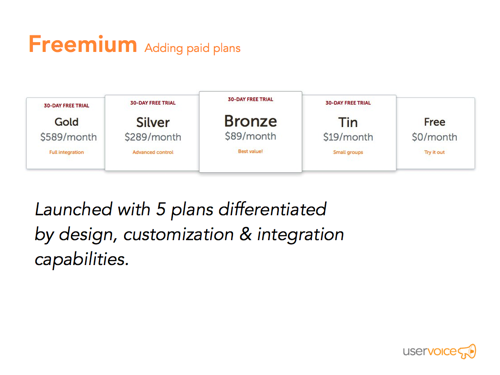 Freemium Adding paid plans
30-DAY FREE TRIAL
Gold
$589/month
Full integration
30-DAY FREE TRIAL
Silver
$289/month
Advanced control
30-DAY FREE TRIAL
Bronze
$89/month
Best value!
30-DAY FREE TRIAL
Tin
$19/month
Small groups
Free
$0/month
Try it out
Launched with 5 plans differentiated
by design, customization & integration
capabilities.
uservoice